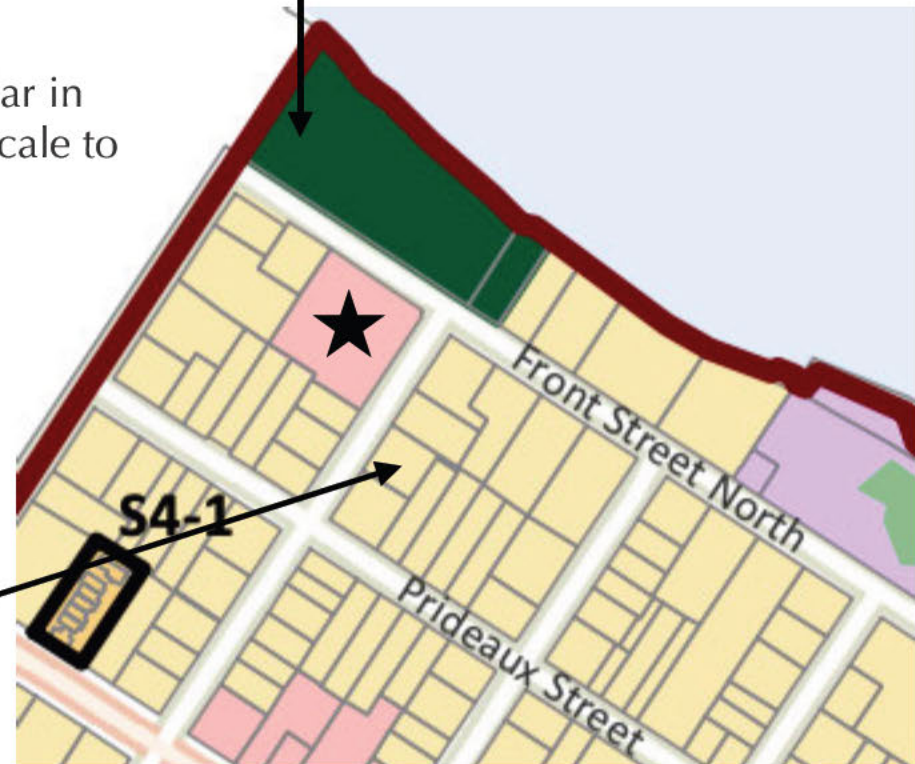 ar in
cale to
Front Street North
S4-1
Prideaux Street